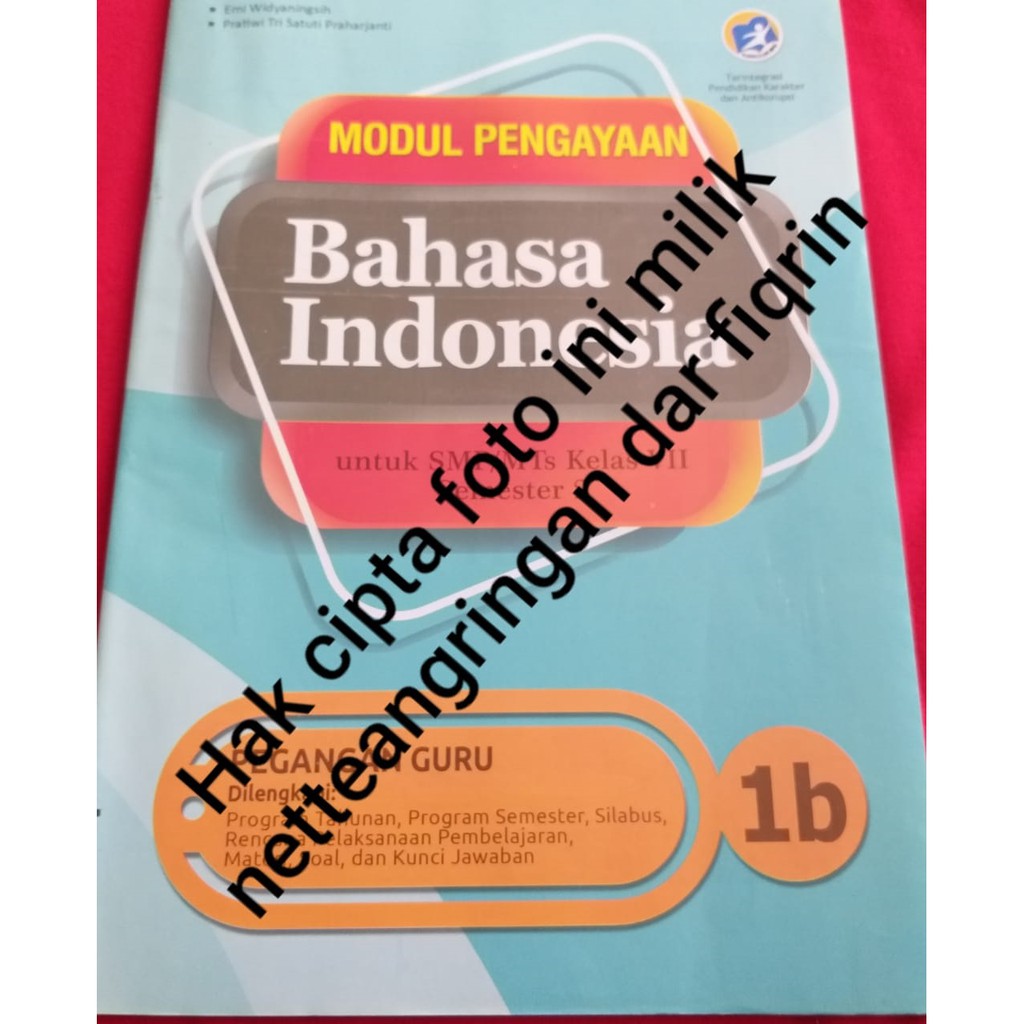 Emi Widyaningsih
Pratiwi Tri Satuti Praharjanti
Terintegrasi
Pendidikan Karakter
dan Antikorupsi
MODUL PENGAYAAN
Bahasa
Indonesia
untuk SMP/MTs Kelas VII
Semester
Hak cipta foto ini milik
netteangringan dar fiqrin
PEGANGAN GURU
Dilengkapi:
Program Tahunan, Program Semester, Silabus,
Rencana Pelaksanaan Pembelajaran,
Materi, Soal, dan Kunci Jawaban
1b